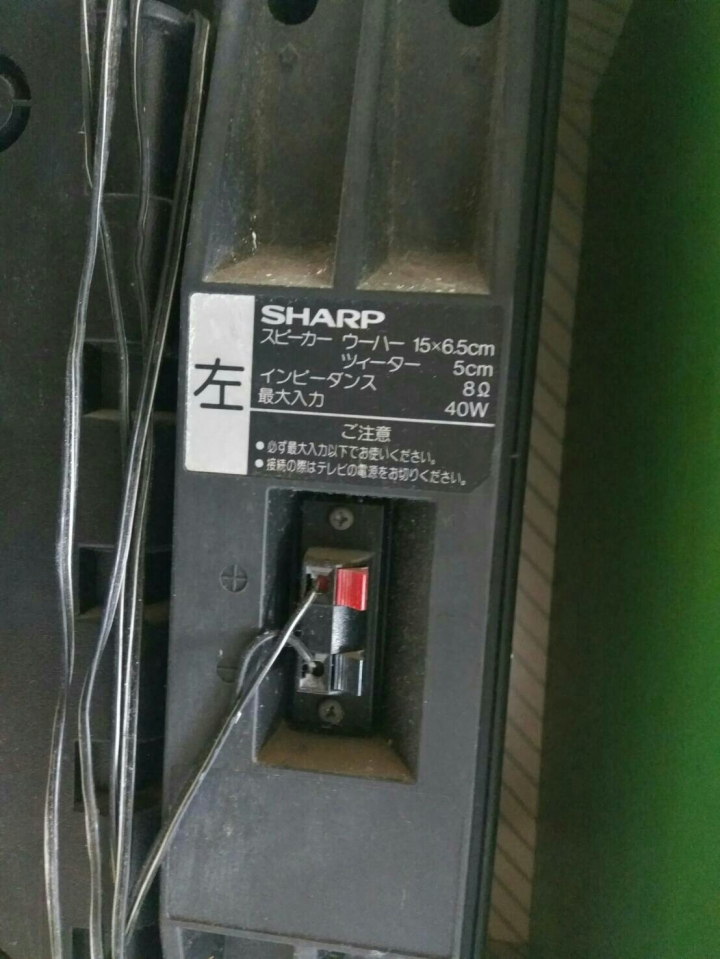 SHARP
左
スピーカー ウーハー 15×6.5cm
ツィーター 5cm
インピーダンス 8Ω
最大入力 40W
ご注意
●必ず最大入力以下でお使いください。
●接続の際はテレビの電源をお切りください。
⊕
⊖